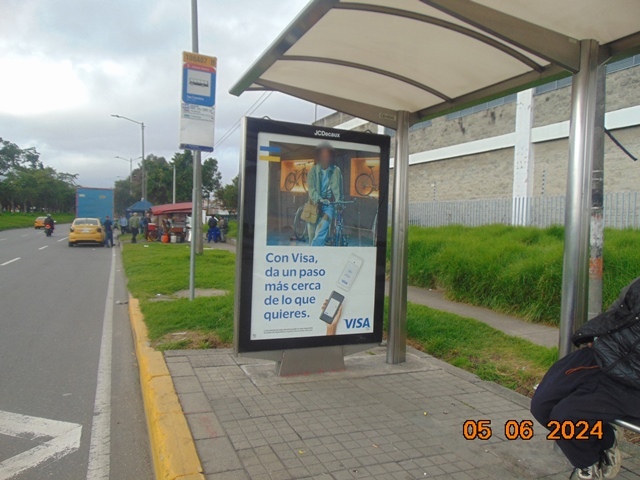 JCDecaux
Con Visa,
da un paso
más cerca
de lo que
quieres.
VISA
05 06 2024